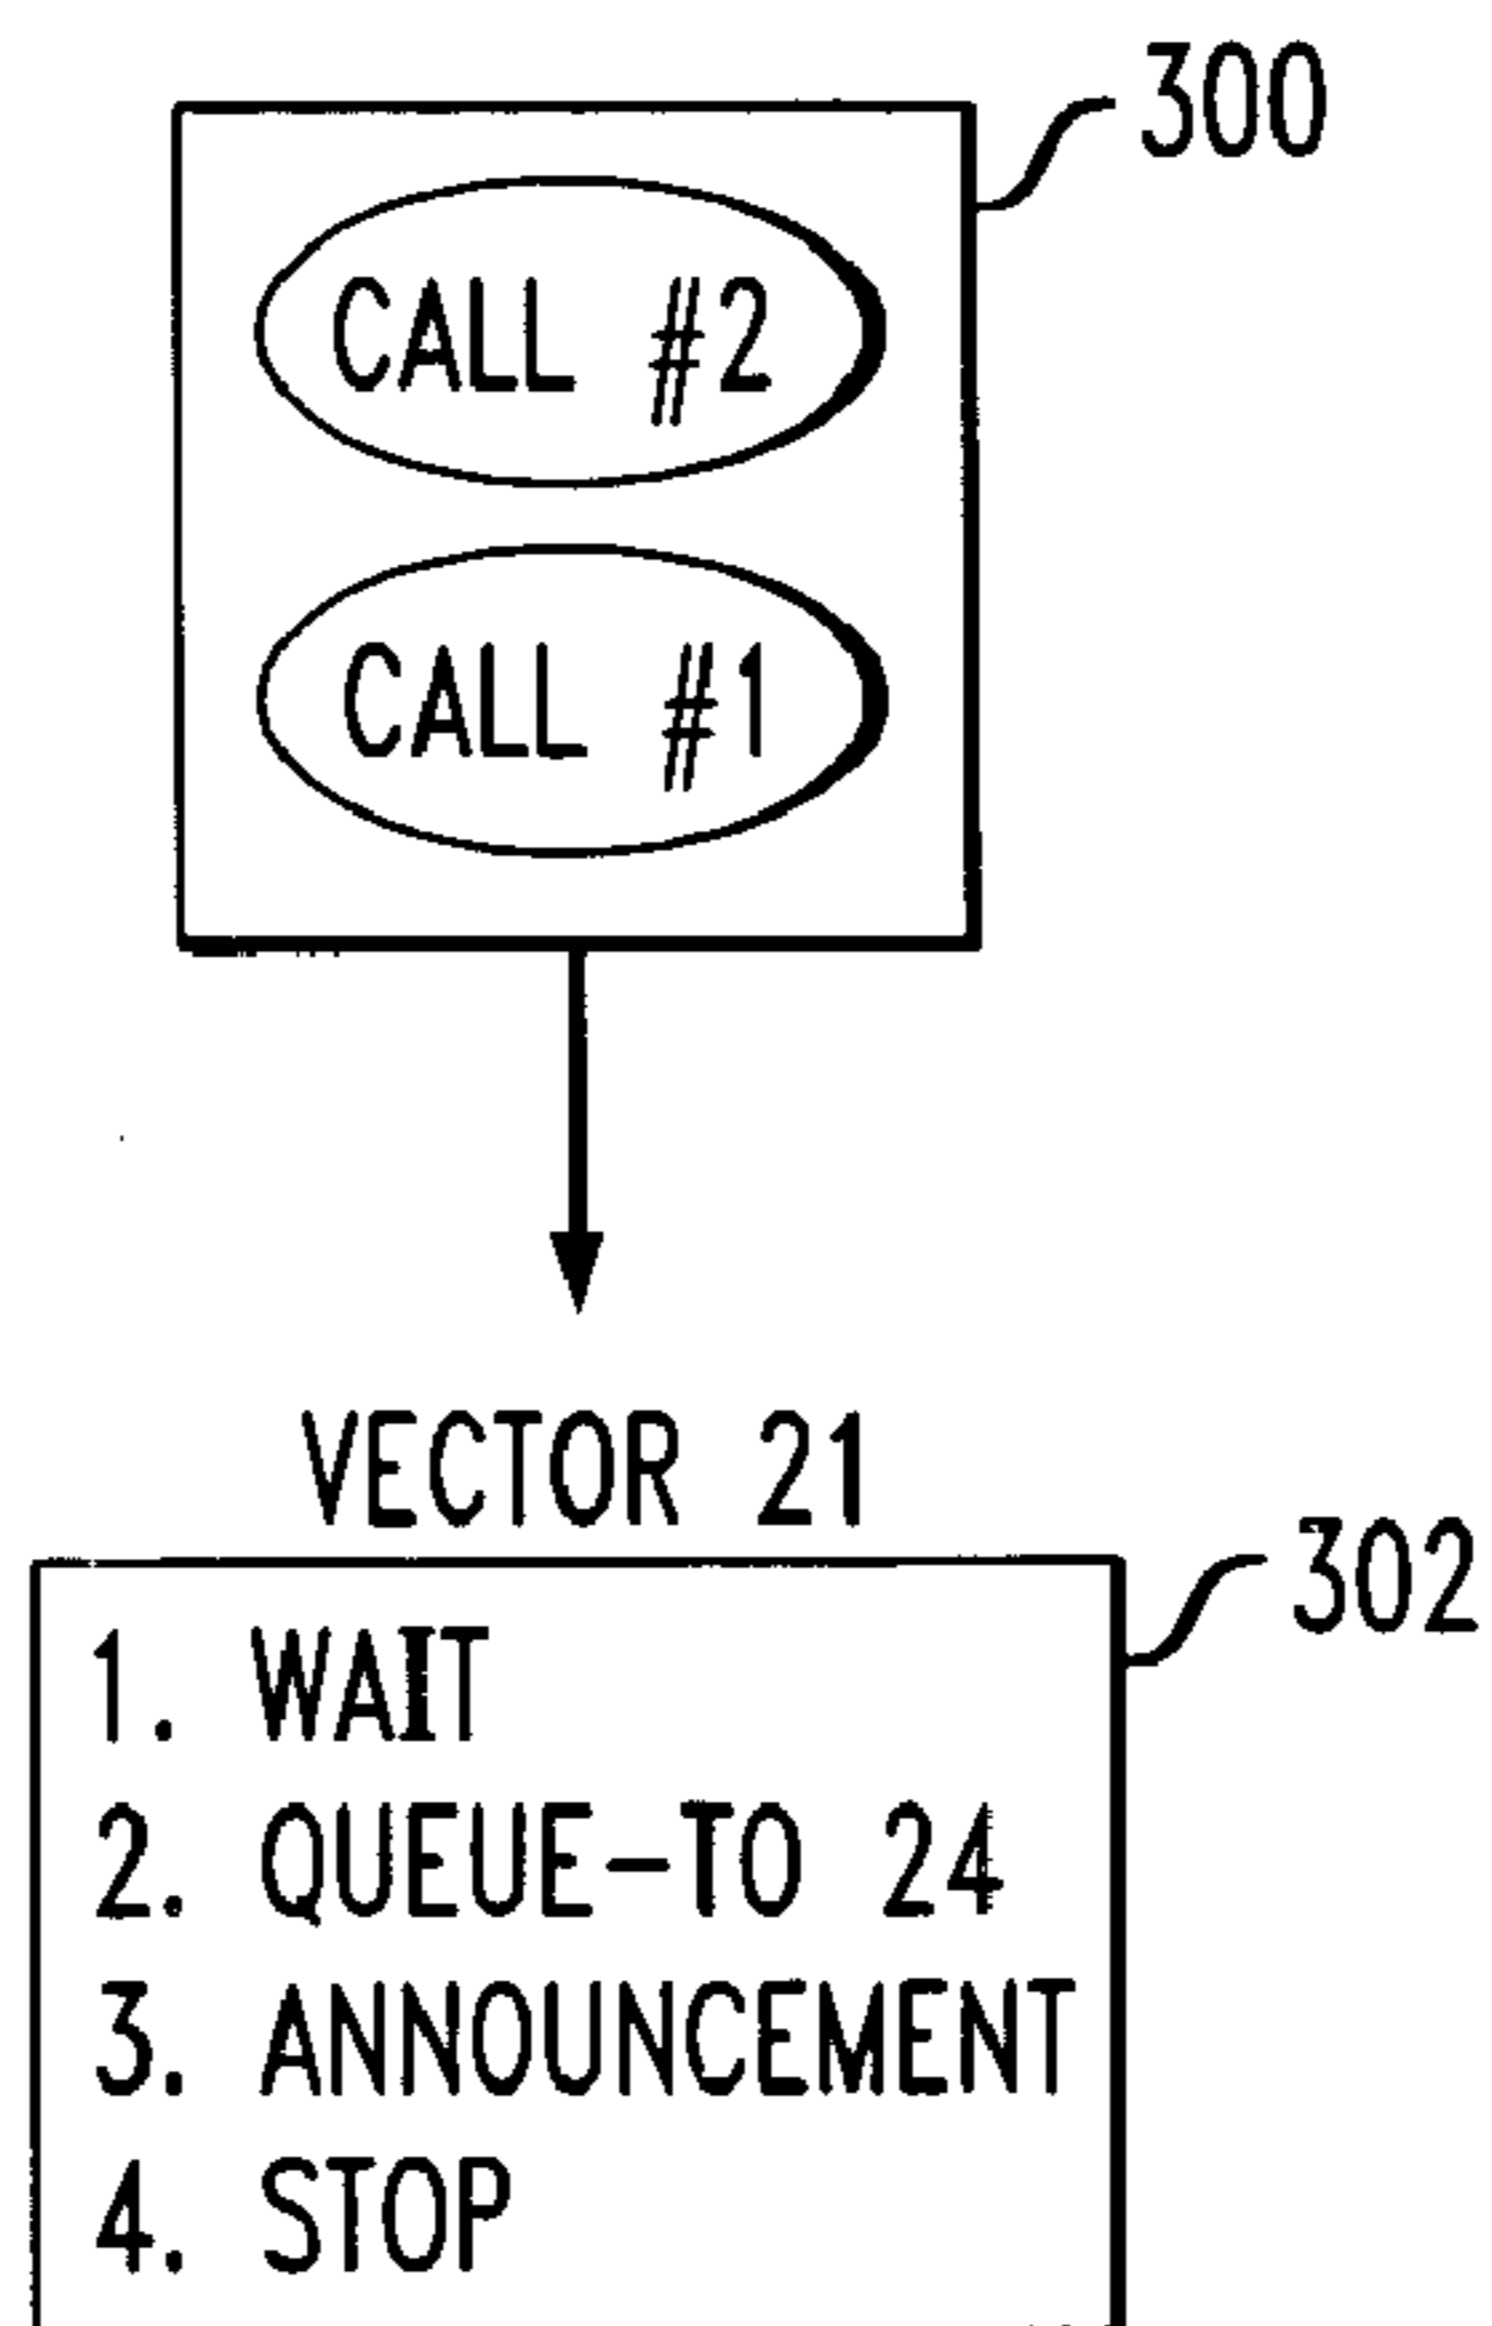 300
CALL #2
CALL #1
VECTOR 21
302
1. WAIT
2. QUEUE-TO 24
3. ANNOUNCEMENT
4. STOP